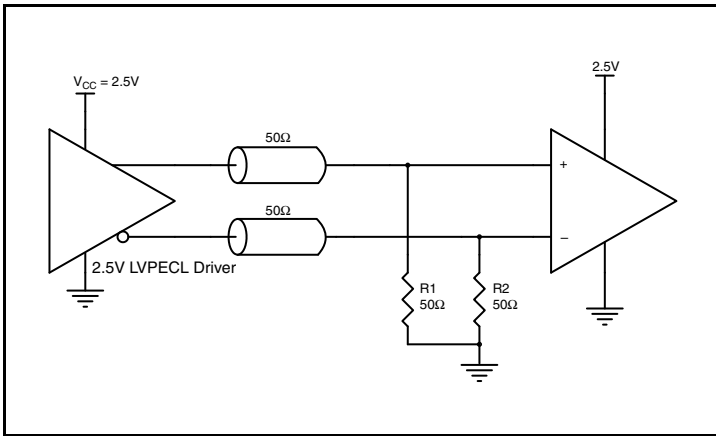 V_CC = 2.5V
2.5V
50Ω
+
50Ω
−
2.5V LVPECL Driver
R1
50Ω
R2
50Ω